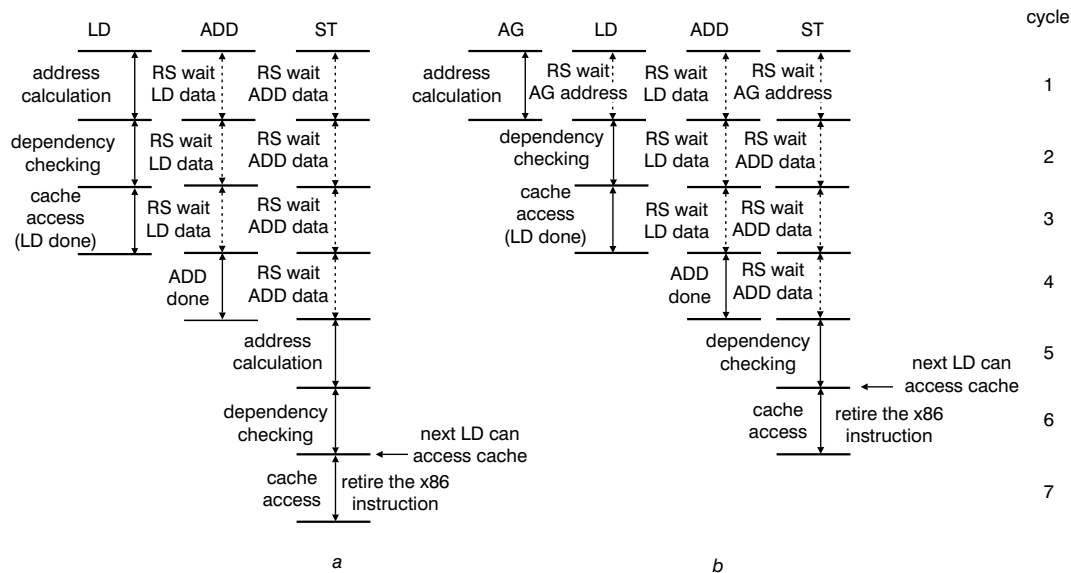 cycle
LD ADD ST AG LD ADD ST
address
calculation
RS wait
LD data
RS wait
ADD data
address
calculation
RS wait
AG address
RS wait
LD data
RS wait
AG address
1
dependency
checking
RS wait
LD data
RS wait
ADD data
dependency
checking
RS wait
LD data
RS wait
ADD data
2
cache
access
(LD done)
RS wait
LD data
RS wait
ADD data
cache
access
(LD done)
RS wait
LD data
RS wait
ADD data
3
ADD
done
RS wait
ADD data
ADD
done
RS wait
ADD data
4
address
calculation
dependency
checking
5
next LD can
access cache
dependency
checking
cache
access
retire the x86
instruction
6
next LD can
access cache
cache
access
retire the x86
instruction
7
a b